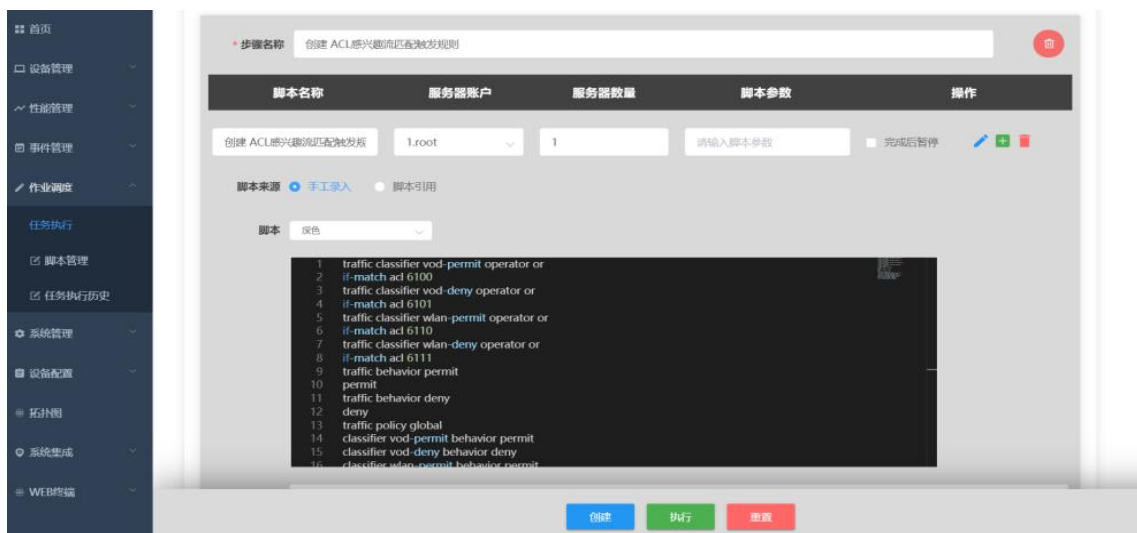 首页
设备管理
性能管理
事件管理
作业调度
任务执行
脚本管理
任务执行历史
系统管理
设备配置
拓扑图
系统集成
WEB终端
* 步骤名称 创建 ACL感兴趣流匹配触发规则
脚本名称 服务器账户 服务器数量 脚本参数 操作
创建 ACL感兴趣流匹配触发规 1.root 1 请输入脚本参数 完成后暂停
脚本来源 手工录入 脚本引用
脚本 深色
1 traffic classifier vod-permit operator or
2 if-match acl 6100
3 traffic classifier vod-deny operator or
4 if-match acl 6101
5 traffic classifier wlan-permit operator or
6 if-match acl 6110
7 traffic classifier wlan-deny operator or
8 if-match acl 6111
9 traffic behavior permit
10 permit
11 traffic behavior deny
12 deny
13 traffic policy global
14 classifier vod-permit behavior permit
15 classifier vod-deny behavior deny
16 classifier wlan-permit behavior permit
创建 执行 重置